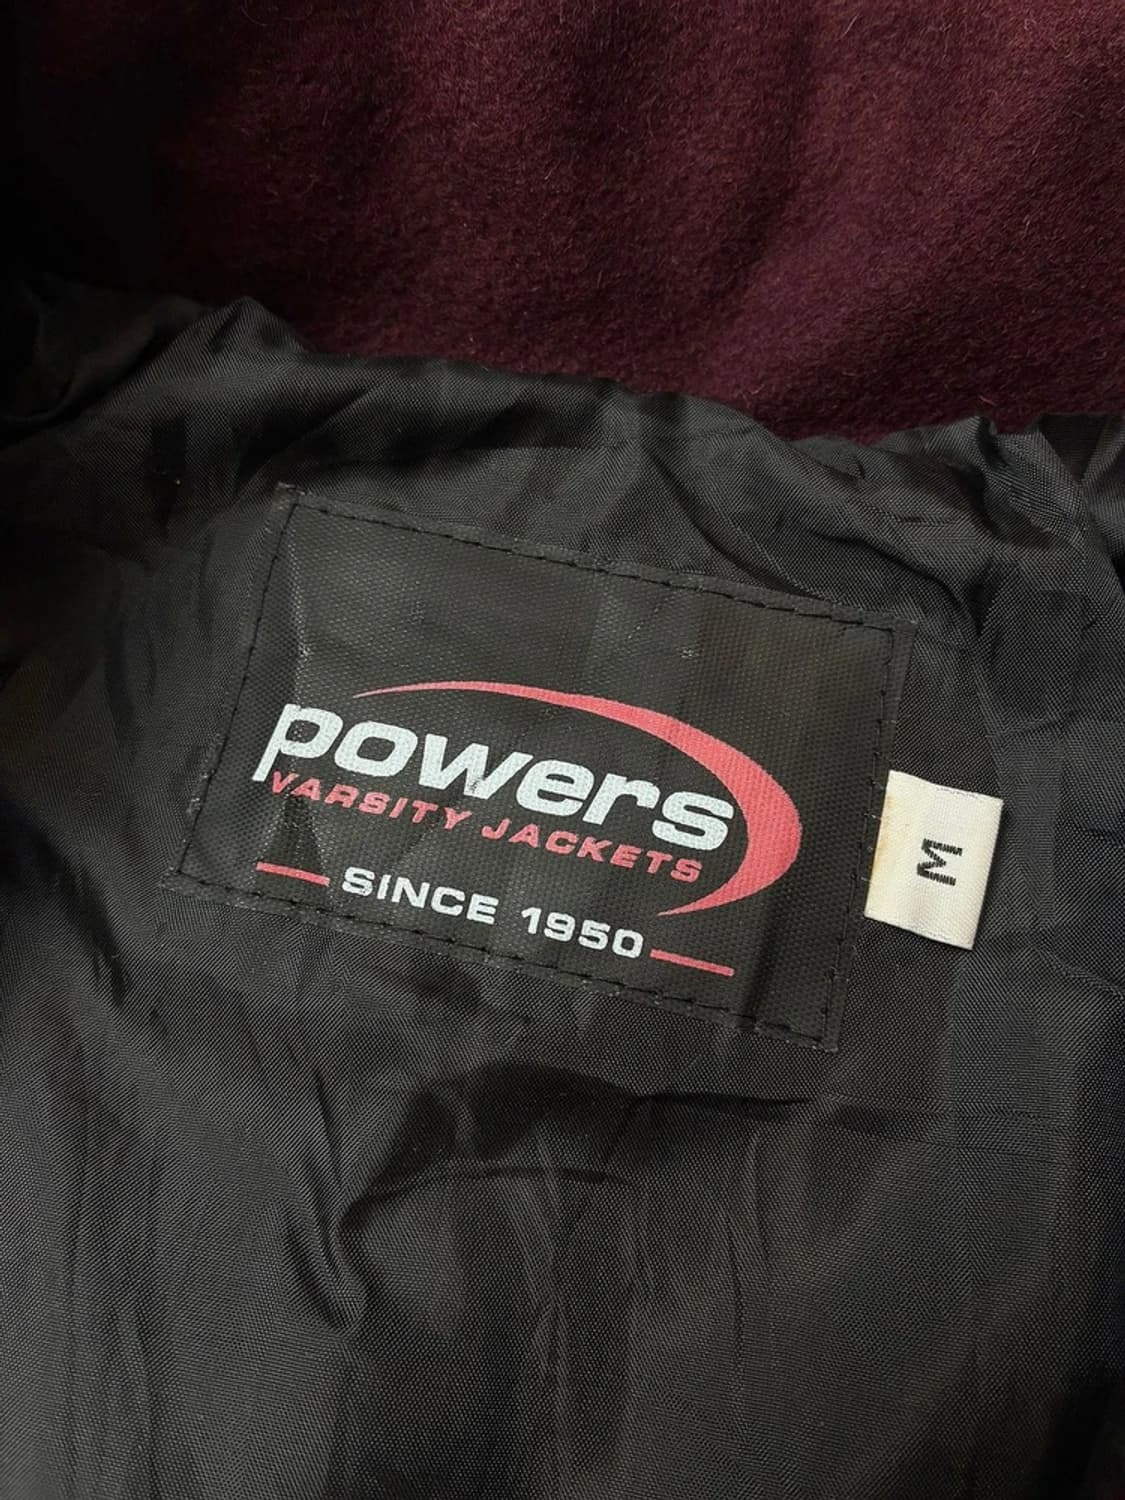 powers
VARSITY JACKETS
SINCE 1950
M